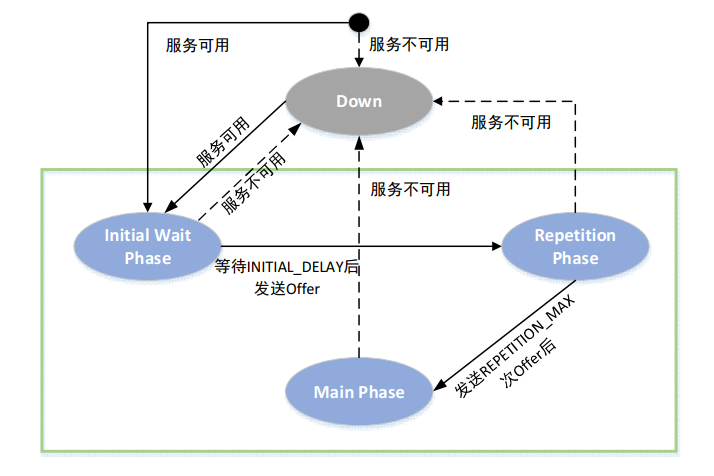 服务可用
服务不可用
Down
服务不可用
服务可用
服务不可用
服务不可用
Initial Wait
Phase
Repetition
Phase
等待INITIAL_DELAY后
发送Offer
发送REPETITION_MAX
次Offer后
Main Phase